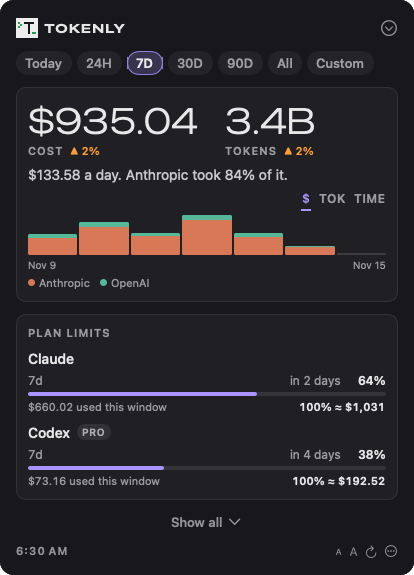 TOKENLY
Today 24H 7D 30D 90D All Custom
$935.04 3.4B
COST ▲ 2% TOKENS ▲ 2%
$133.58 a day. Anthropic took 84% of it.
$ TOK TIME
Nov 9 Nov 15
Anthropic OpenAI
PLAN LIMITS
Claude
7d in 2 days 64%
$660.02 used this window 100% ≈ $1,031
Codex PRO
7d in 4 days 38%
$73.16 used this window 100% ≈ $192.52
Show all
6:30 AM A A